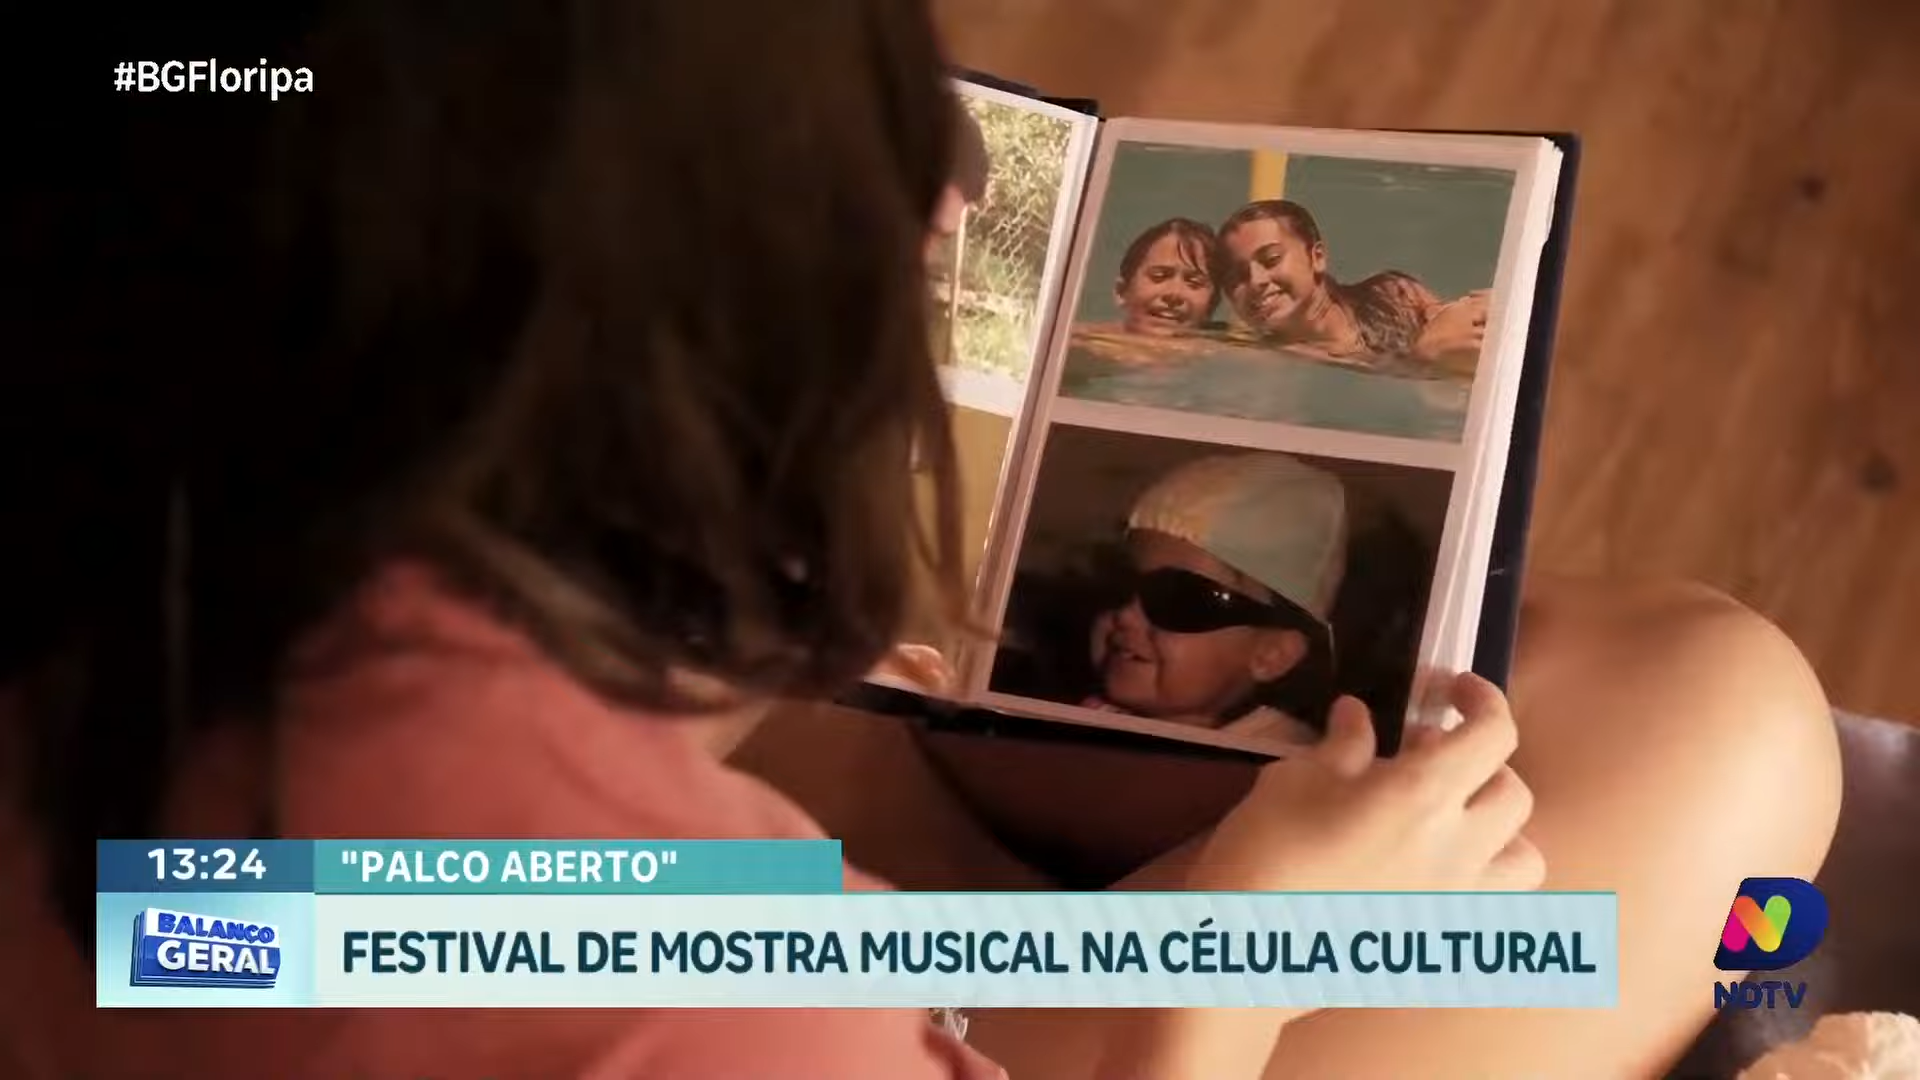 #BGFloripa
13:24
"PALCO ABERTO"
BALANÇO
GERAL
FESTIVAL DE MOSTRA MUSICAL NA CÉLULA CULTURAL
N
NDTV